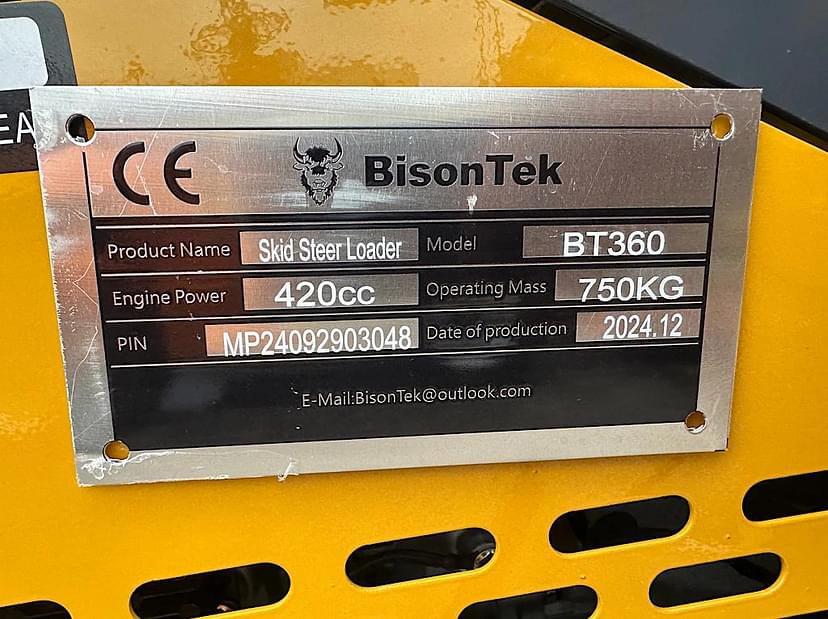 EA
CE BisonTek
Product Name Skid Steer Loader Model BT360
Engine Power 420cc Operating Mass 750KG
PIN MP24092903048 Date of production 2024.12
E-Mail:BisonTek@outlook.com